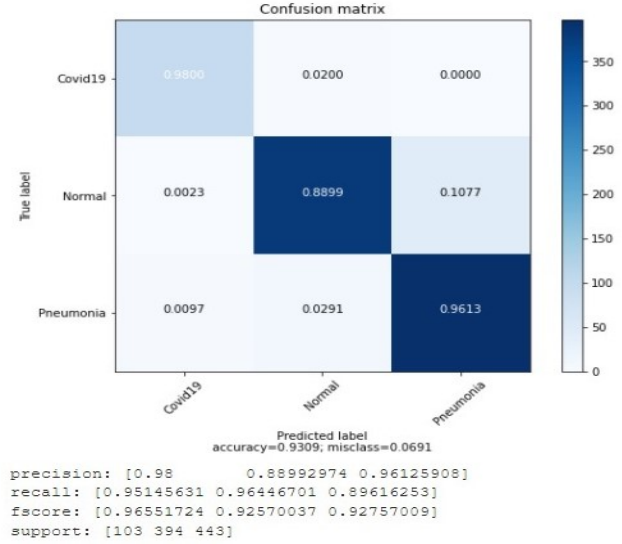 Confusion matrix
Covid19 0.9800 0.0200 0.0000
Normal 0.0023 0.8899 0.1077
Pneumonia 0.0097 0.0291 0.9613
True label
350
300
250
200
150
100
50
0
Covid19 Normal Pneumonia
Predicted label
accuracy=0.9309; misclass=0.0691
precision: [0.98 0.88992974 0.96125908]
recall: [0.95145631 0.96446701 0.89616253]
fscore: [0.96551724 0.92570037 0.92757009]
support: [103 394 443]